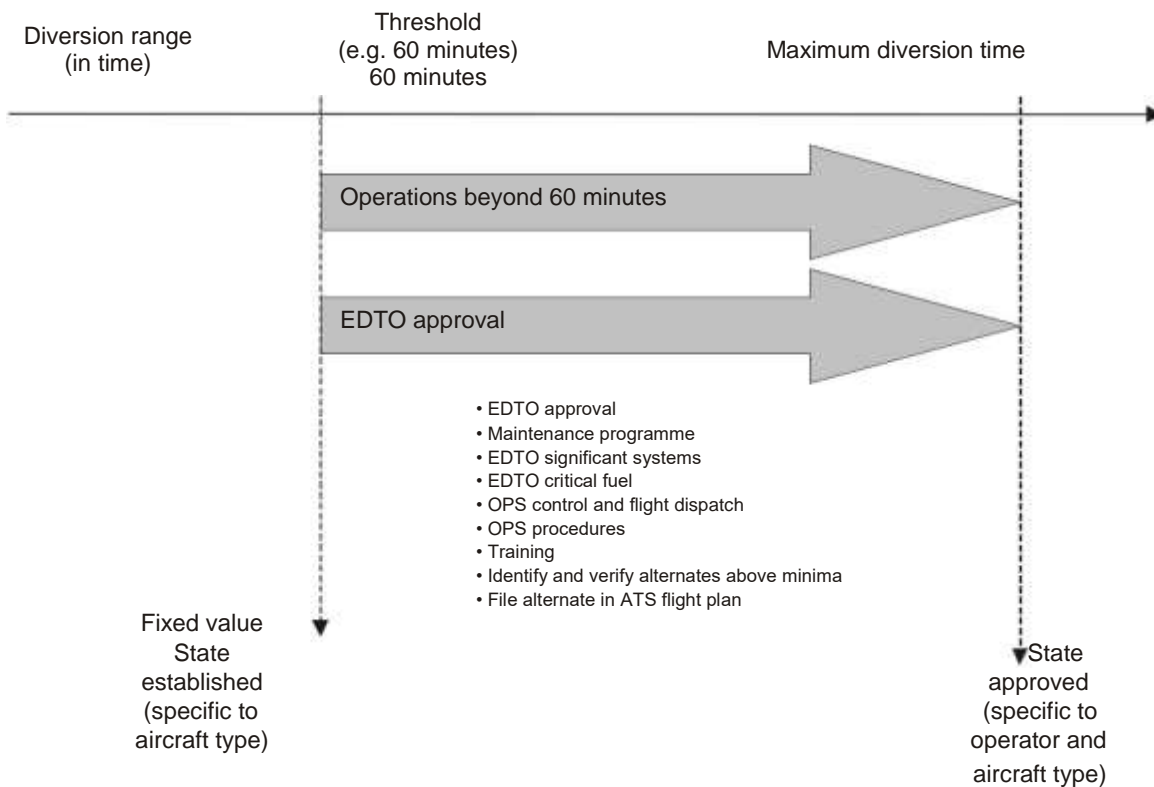 Diversion range
(in time)
Threshold
(e.g. 60 minutes)
60 minutes
Maximum diversion time
Operations beyond 60 minutes
EDTO approval
• EDTO approval
• Maintenance programme
• EDTO significant systems
• EDTO critical fuel
• OPS control and flight dispatch
• OPS procedures
• Training
• Identify and verify alternates above minima
• File alternate in ATS flight plan
Fixed value
State
established
(specific to
aircraft type)
State
approved
(specific to
operator and
aircraft type)